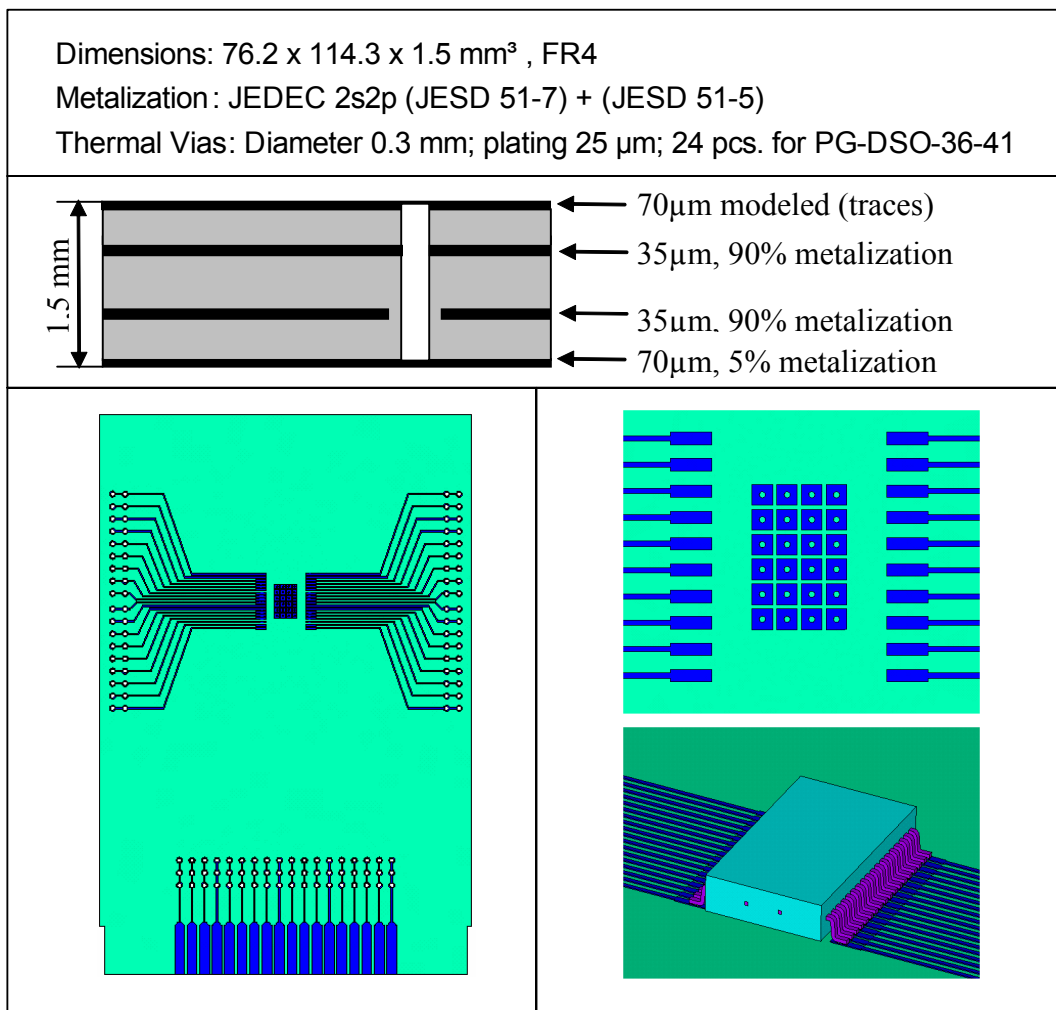 Dimensions: 76.2 x 114.3 x 1.5 mm³ , FR4
Metalization: JEDEC 2s2p (JESD 51-7) + (JESD 51-5)
Thermal Vias: Diameter 0.3 mm; plating 25 µm; 24 pcs. for PG-DSO-36-41
70µm modeled (traces)
35µm, 90% metalization
1.5 mm
35µm, 90% metalization
70µm, 5% metalization